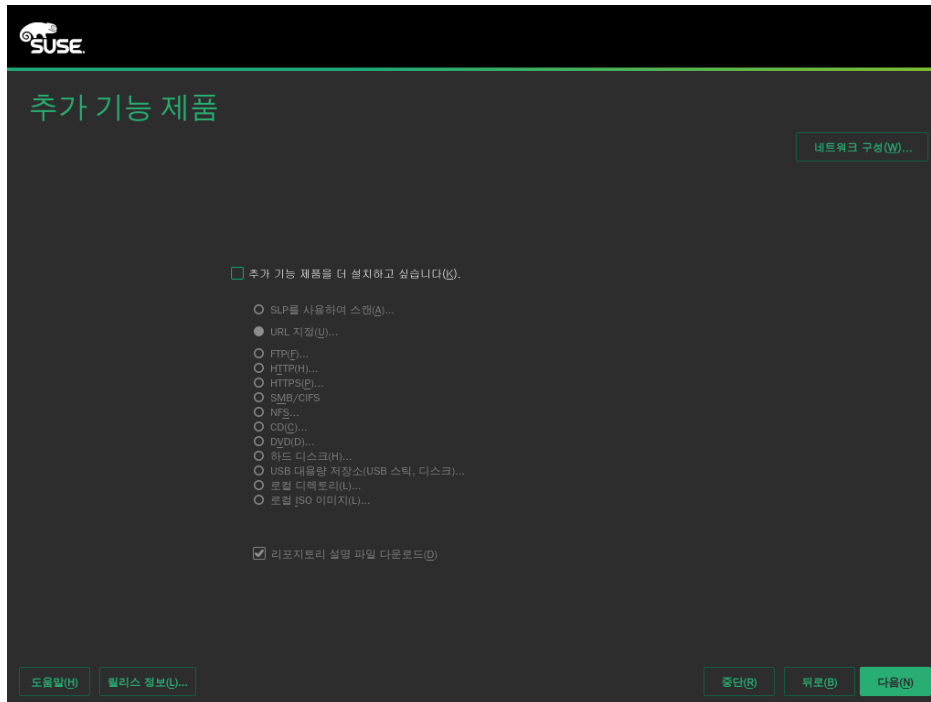 SUSE.
추가 기능 제품
네트워크 구성(W)...
추가 기능 제품을 더 설치하고 싶습니다(K).
SLP를 사용하여 스캔(A)...
URL 지정(U)...
FTP(F)...
HTTP(H)...
HTTPS(P)...
SMB/CIFS
NFS...
CD(C)...
DVD(D)...
하드 디스크(H)...
USB 대용량 저장소(USB 스틱, 디스크)...
로컬 디렉토리(L)...
로컬 ISO 이미지(L)...
리포지토리 설명 파일 다운로드(D)
도움말(H) 릴리스 정보(L)... 중단(R) 뒤로(B) 다음(N)